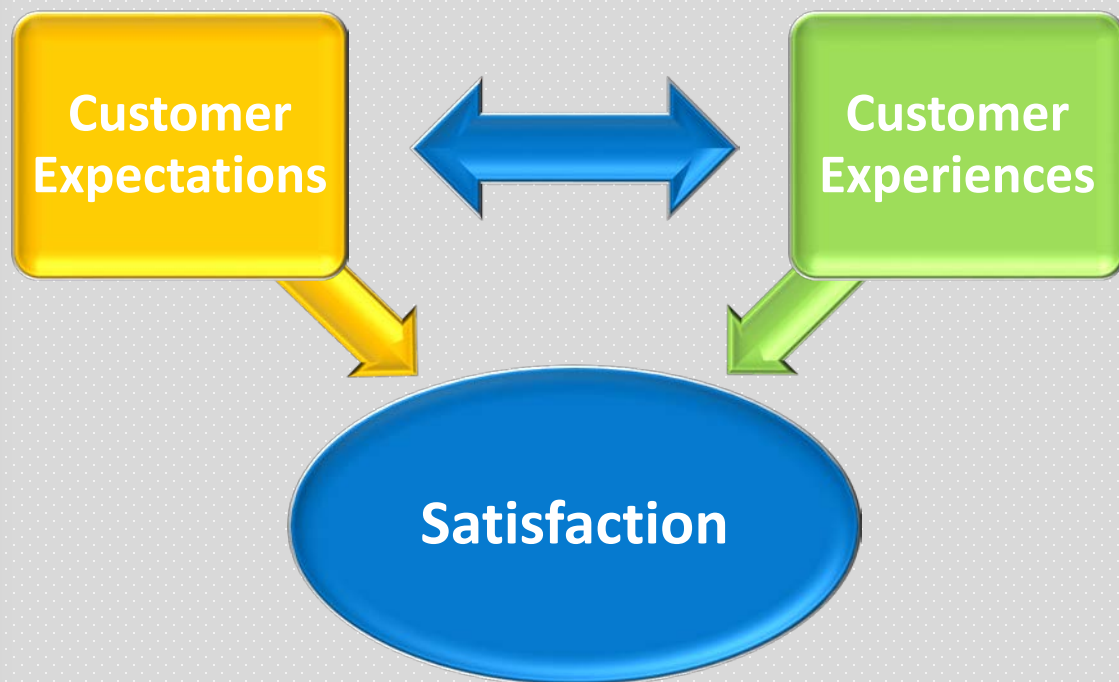 Customer
Expectations
Customer
Experiences
Satisfaction